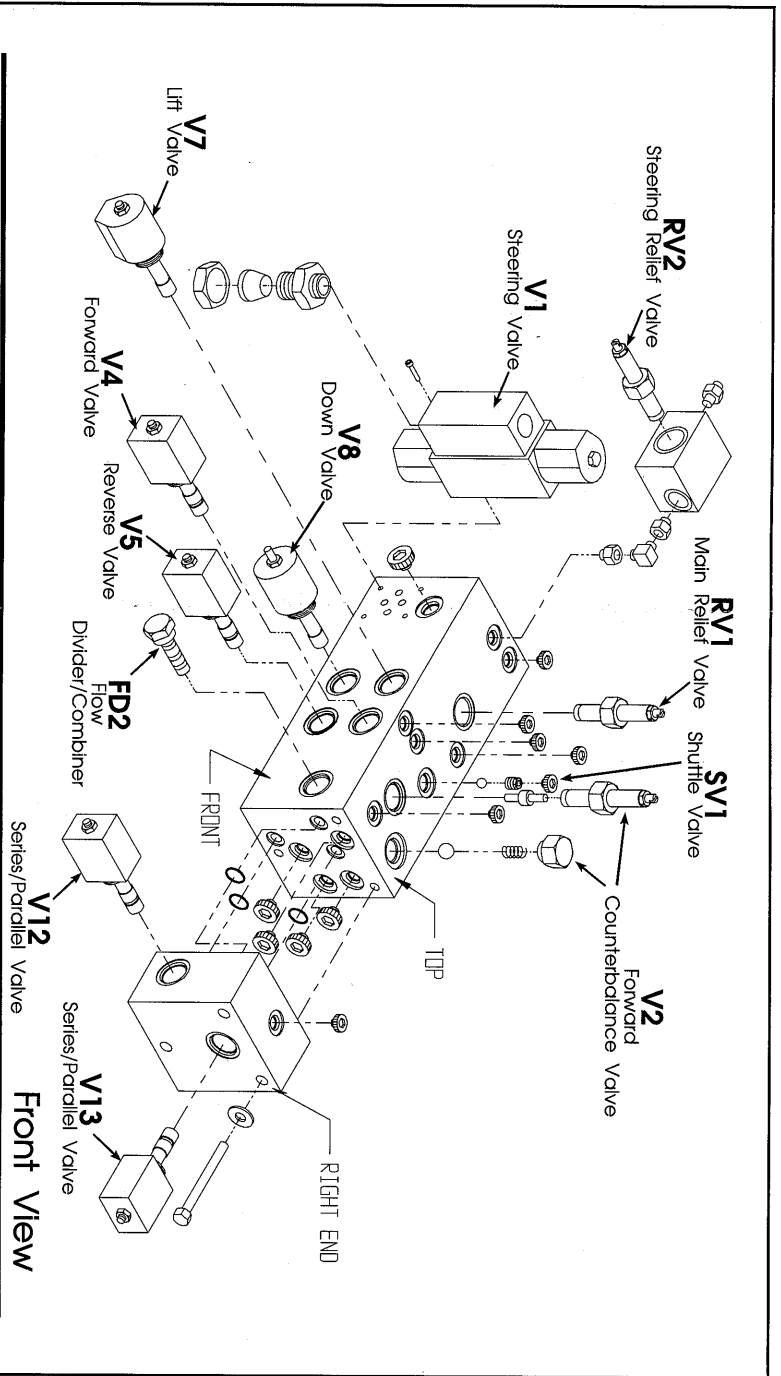 RV2
Steering Relief Valve
RV1
Main Relief Valve
SV1
Shuttle Valve
V2
Forward
Counterbalance Valve
V1
Steering Valve
TOP
V7
Lift Valve
V8
Down Valve
V4
Forward Valve
V5
Reverse Valve
FD2
Flow
Divider/Combiner
FRONT
RIGHT END
V12
Series/Parallel Valve
V13
Series/Parallel Valve
Front View